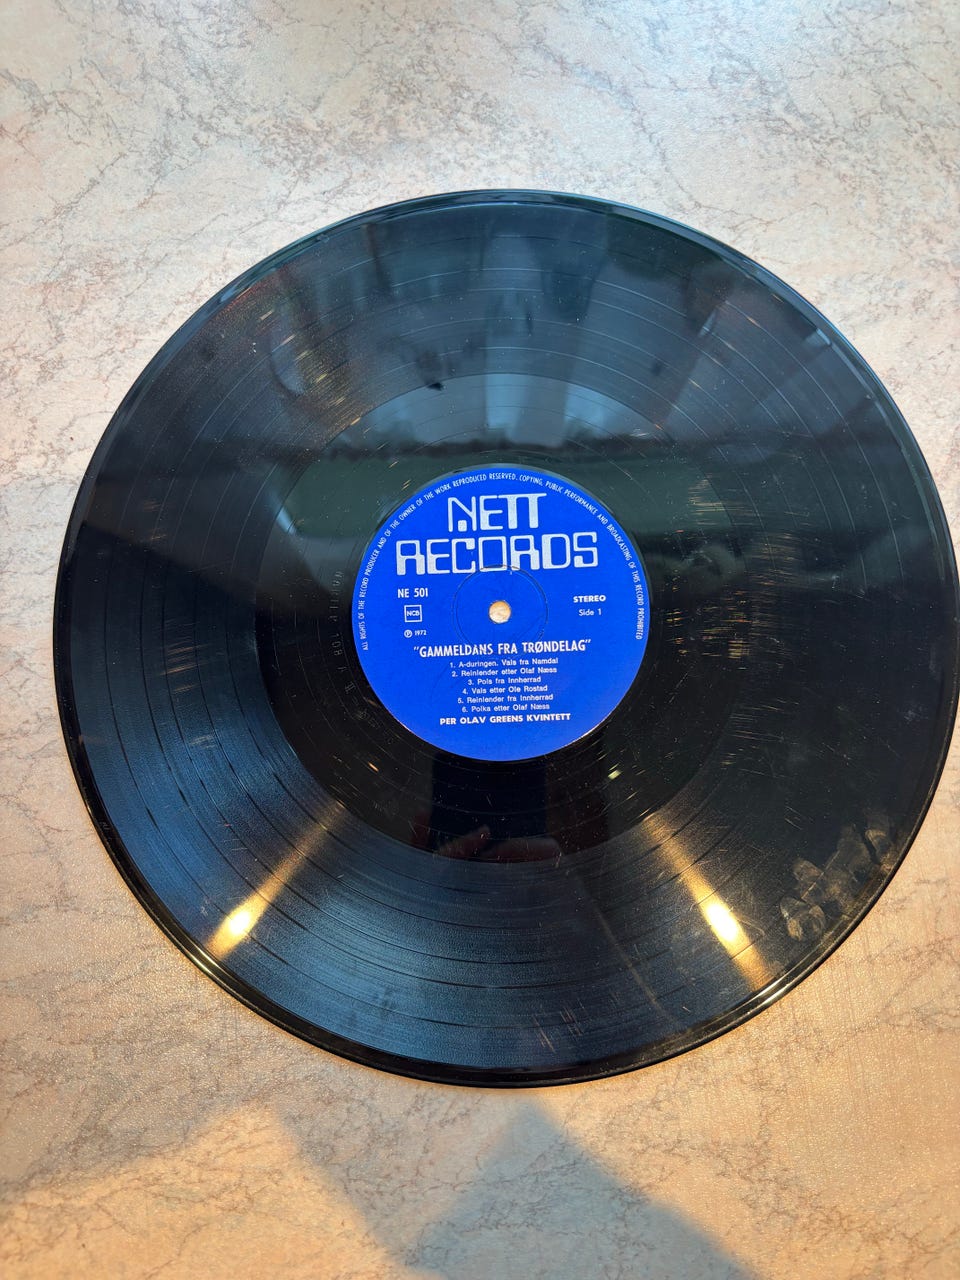 ALL RIGHTS OF THE RECORD PRODUCER AND OF THE OWNER OF THE WORK REPRODUCED RESERVED. COPYING, PUBLIC PERFORMANCE AND BROADCASTING OF THIS RECORD PROHIBITED
NETT
RECORDS
NE 501
NCB
STEREO
Side 1
Ⓟ 1972
"GAMMELDANS FRA TRØNDELAG"
1. A-duringen. Vals fra Namdal
2. Reinlender etter Olaf Næss
3. Pols fra Innherrad
4. Vals etter Ole Rostad
5. Reinlender fra Innherrad
6. Polka etter Olaf Næss
PER OLAV GREENS KVINTETT